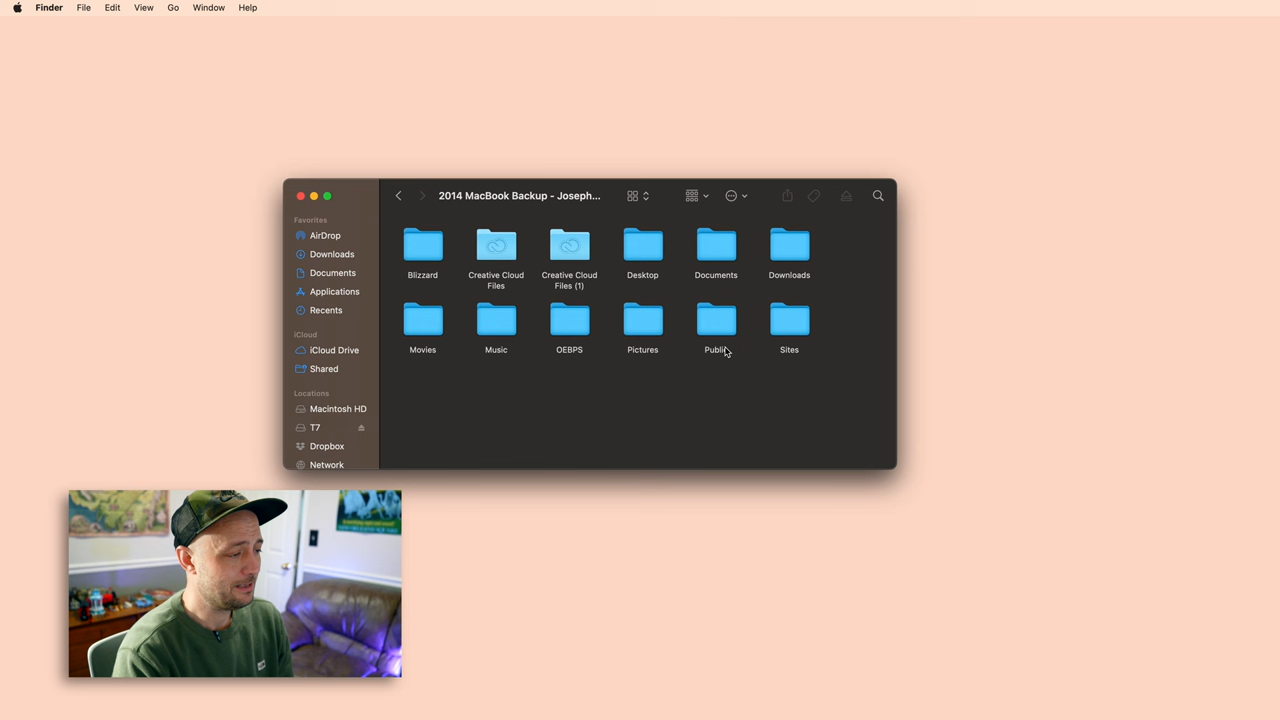 Finder File Edit View Go Window Help
2014 MacBook Backup - Joseph...
Favorites
AirDrop
Downloads
Documents
Applications
Recents
iCloud
iCloud Drive
Shared
Locations
Macintosh HD
T7
Dropbox
Network
Blizzard
Creative Cloud
Files
Creative Cloud
Files (1)
Desktop
Documents
Downloads
Movies
Music
OEBPS
Pictures
Public
Sites